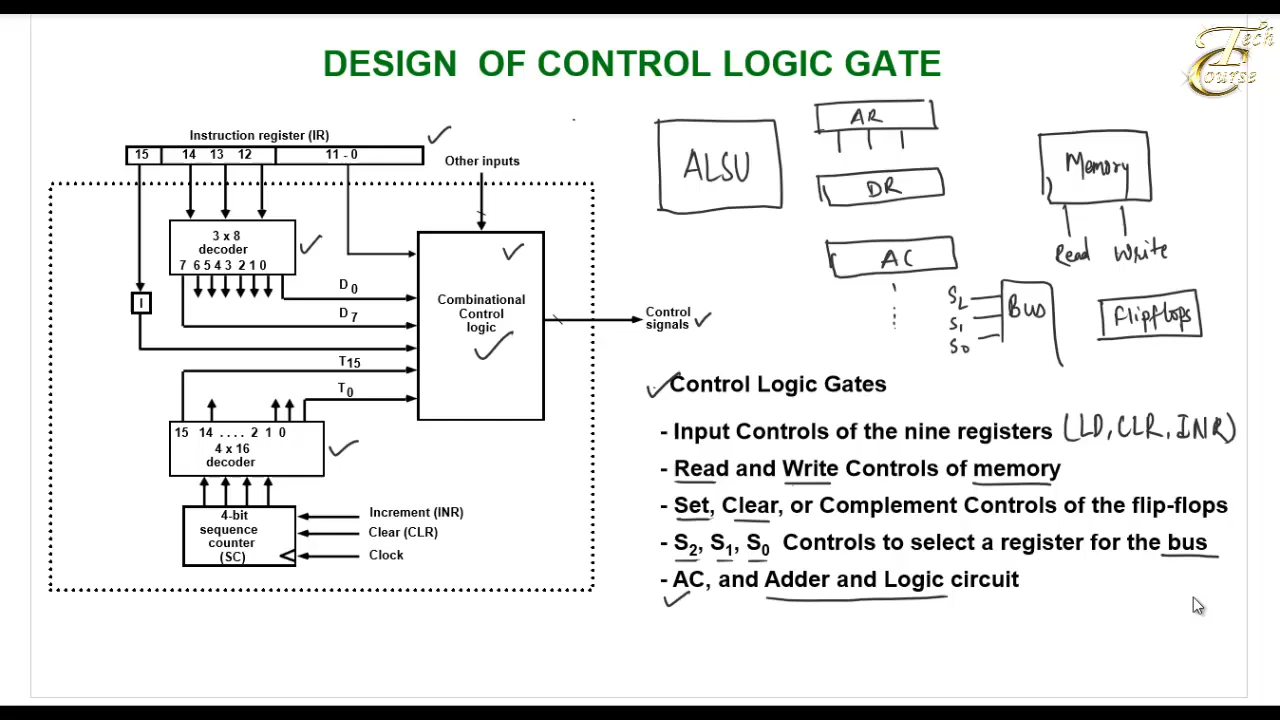 DESIGN OF CONTROL LOGIC GATE
Tech
Course
Instruction register (IR)
15 14 13 12 11 - 0
Other inputs
3 x 8
decoder
7 6 5 4 3 2 1 0
D0
D7
I
Combinational
Control
logic
Control
signals
T15
T0
15 14 .... 2 1 0
4 x 16
decoder
4-bit
sequence
counter
(SC)
Increment (INR)
Clear (CLR)
Clock
ALSU
AR
DR
AC
Memory
Read Write
S2
S1
S0
Bus
Flipflops
Control Logic Gates
- Input Controls of the nine registers (LD, CLR, INR)
- Read and Write Controls of memory
- Set, Clear, or Complement Controls of the flip-flops
- S2, S1, S0 Controls to select a register for the bus
- AC, and Adder and Logic circuit